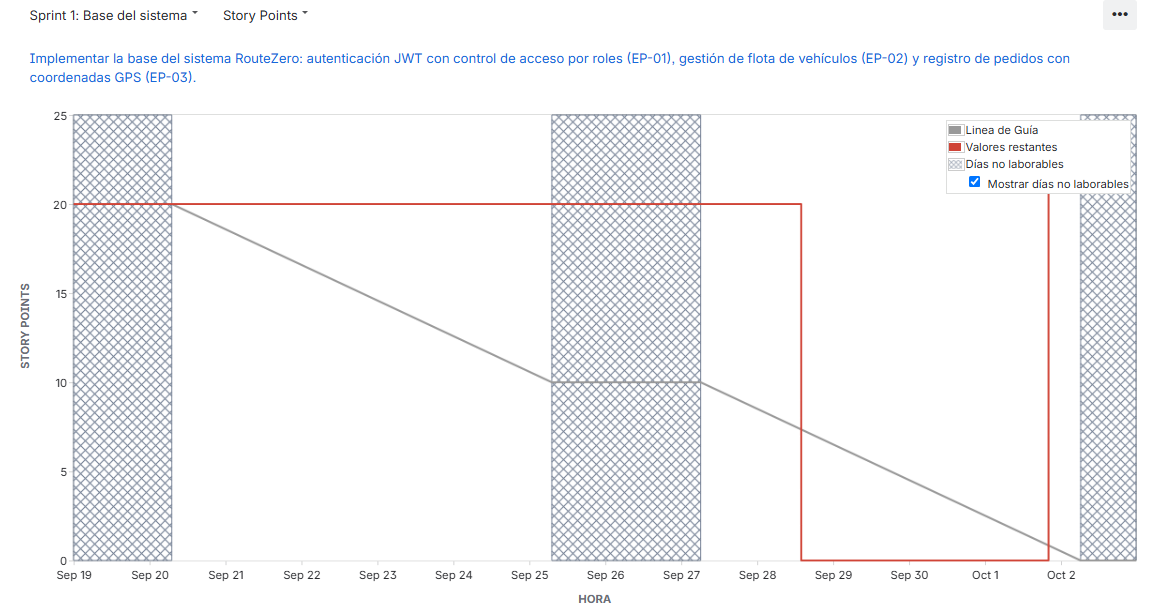 Sprint 1: Base del sistema Story Points
•••
Implementar la base del sistema RouteZero: autenticación JWT con control de acceso por roles (EP-01), gestión de flota de vehículos (EP-02) y registro de pedidos con
coordenadas GPS (EP-03).
25
Linea de Guía
Valores restantes
Días no laborables
Mostrar días no laborables
20
15
STORY POINTS
10
5
0
Sep 19 Sep 20 Sep 21 Sep 22 Sep 23 Sep 24 Sep 25 Sep 26 Sep 27 Sep 28 Sep 29 Sep 30 Oct 1 Oct 2
HORA